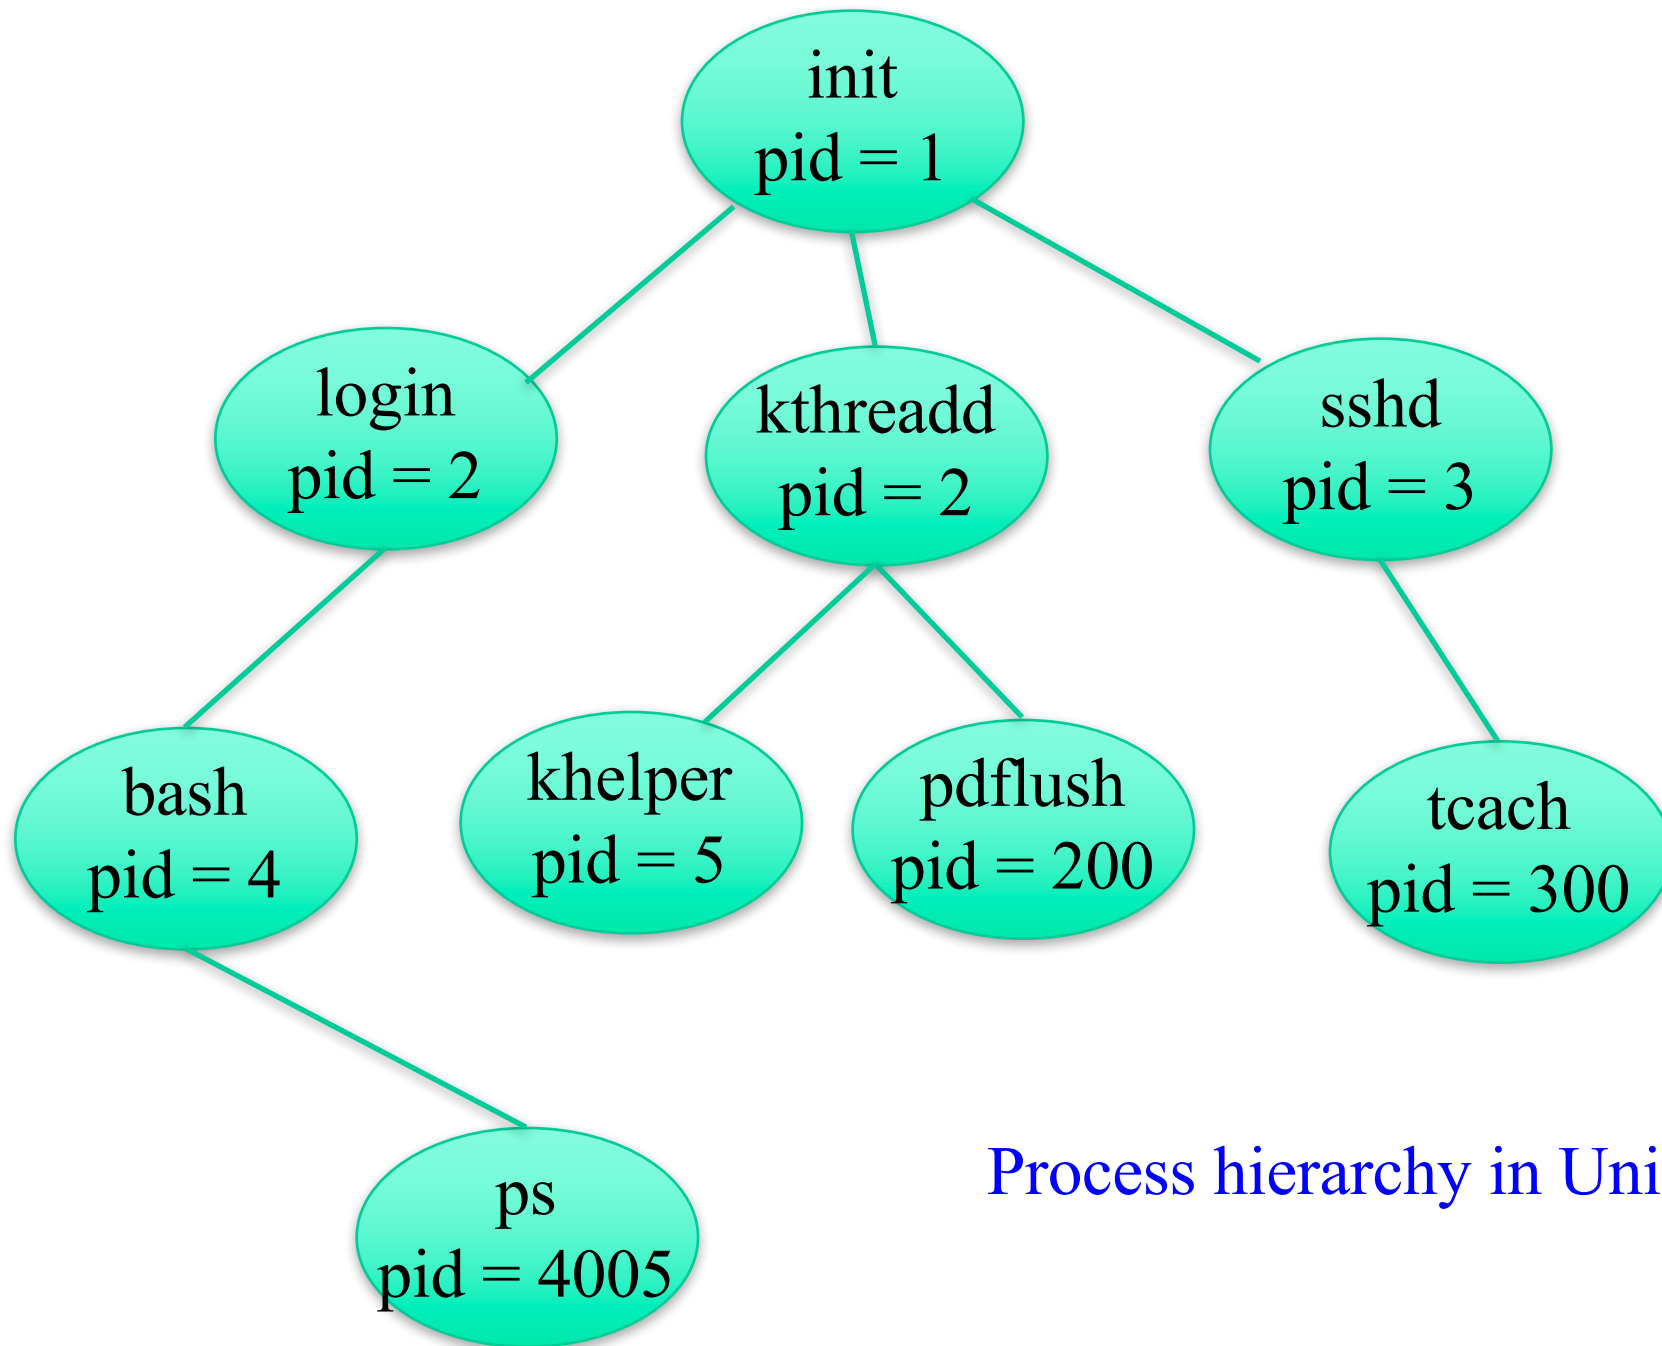 init
pid = 1
login
pid = 2
kthreadd
pid = 2
sshd
pid = 3
bash
pid = 4
khelper
pid = 5
pdflush
pid = 200
tcach
pid = 300
ps
pid = 4005
Process hierarchy in Uni